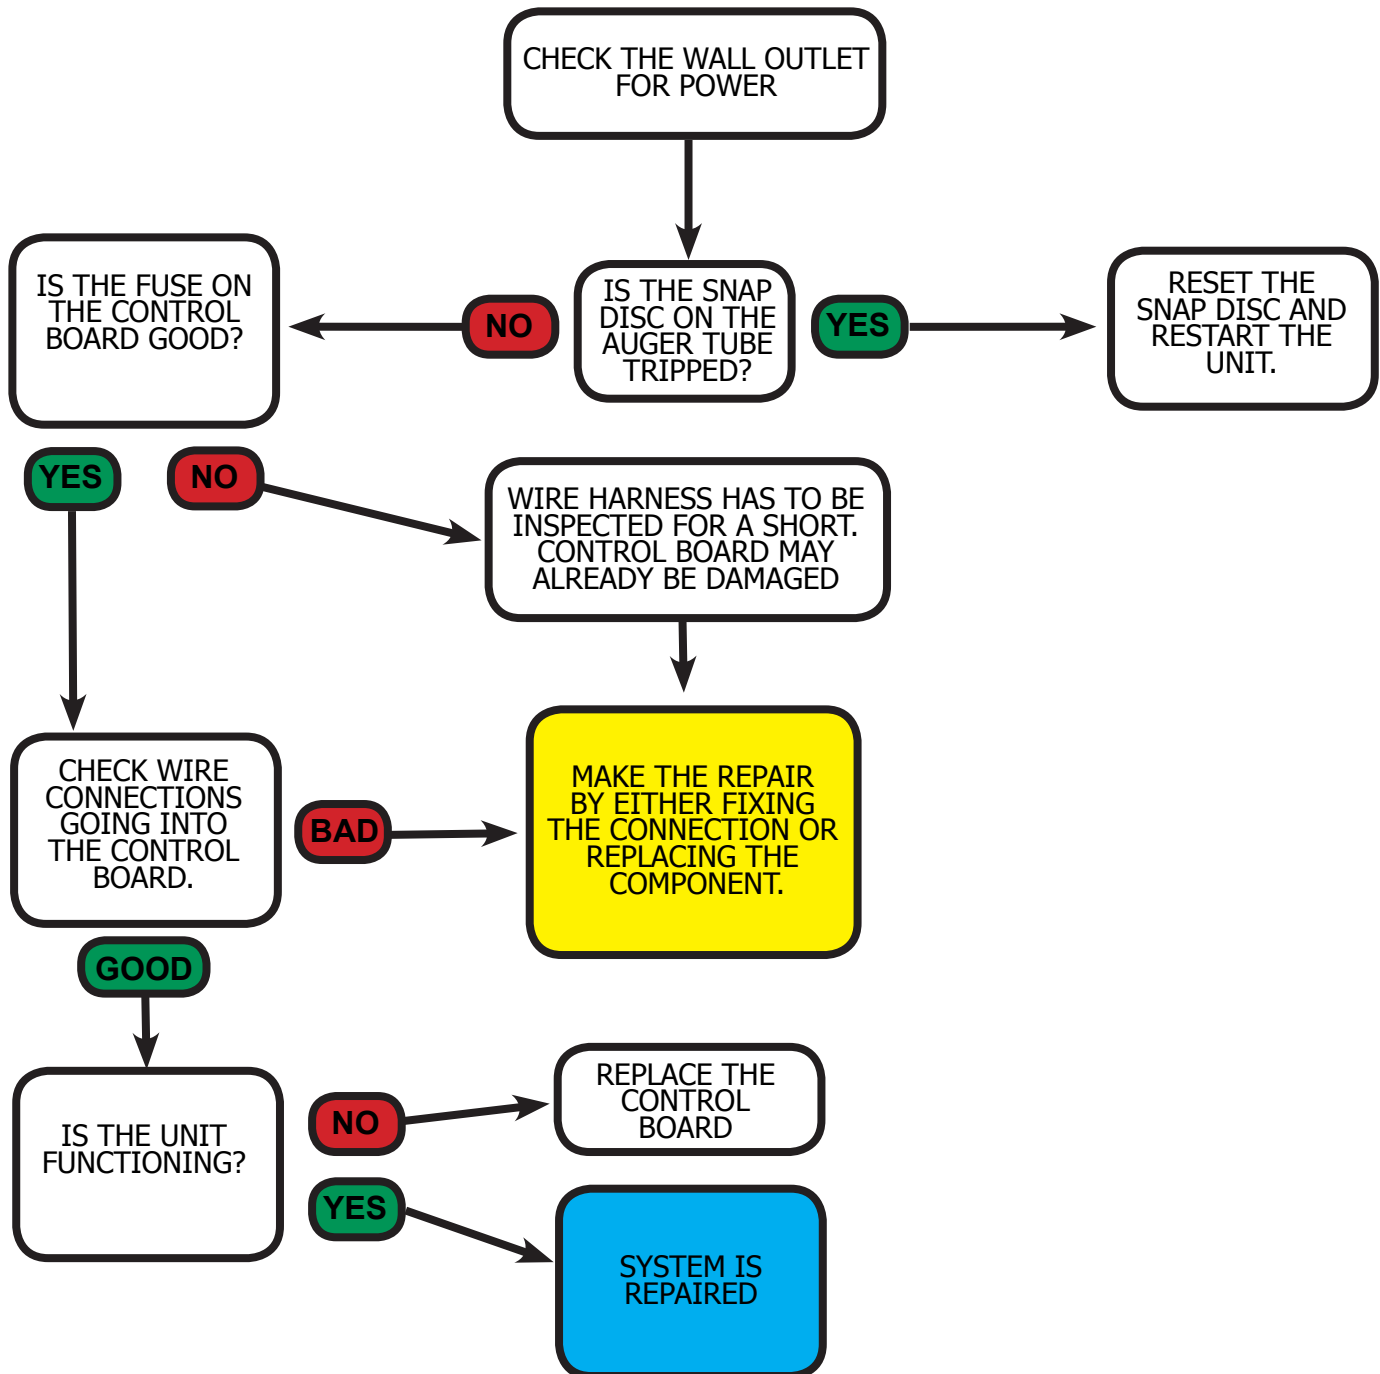 CHECK THE WALL OUTLET
FOR POWER
IS THE FUSE ON
THE CONTROL
BOARD GOOD?
NO
IS THE SNAP
DISC ON THE
AUGER TUBE
TRIPPED?
YES
RESET THE
SNAP DISC AND
RESTART THE
UNIT.
YES
NO
WIRE HARNESS HAS TO BE
INSPECTED FOR A SHORT.
CONTROL BOARD MAY
ALREADY BE DAMAGED
CHECK WIRE
CONNECTIONS
GOING INTO
THE CONTROL
BOARD.
BAD
MAKE THE REPAIR
BY EITHER FIXING
THE CONNECTION OR
REPLACING THE
COMPONENT.
GOOD
IS THE UNIT
FUNCTIONING?
NO
REPLACE THE
CONTROL
BOARD
YES
SYSTEM IS
REPAIRED